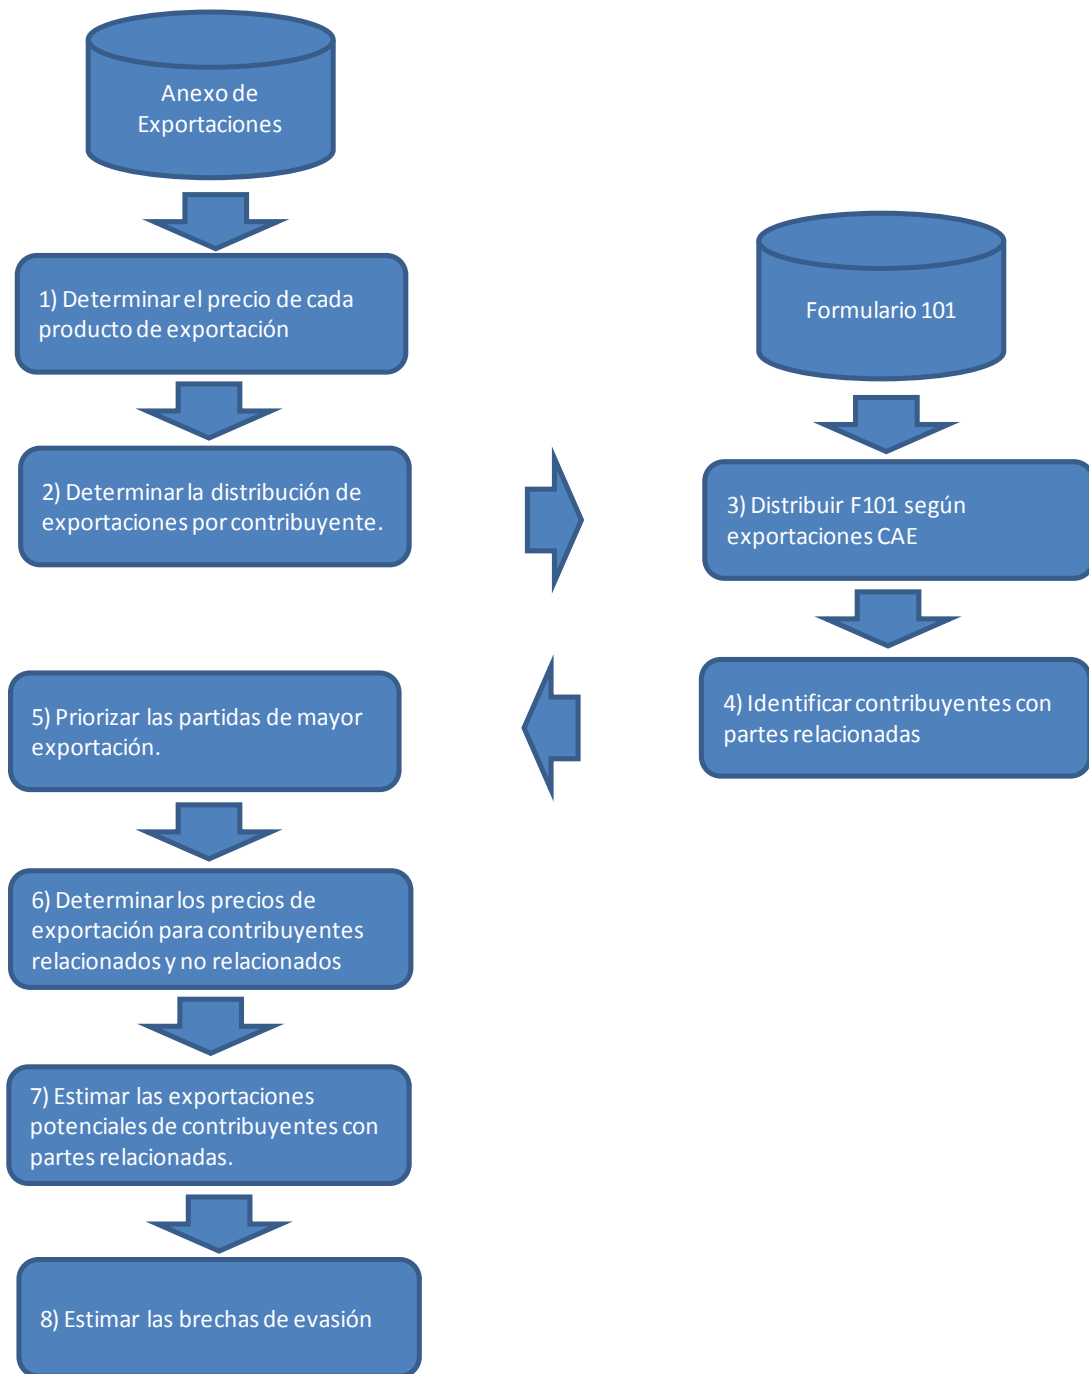 Anexo de
Exportaciones
1) Determinar el precio de cada
producto de exportación
2) Determinar la distribución de
exportaciones por contribuyente.
Formulario 101
3) Distribuir F101 según
exportaciones CAE
4) Identificar contribuyentes con
partes relacionadas
5) Priorizar las partidas de mayor
exportación.
6) Determinar los precios de
exportación para contribuyentes
relacionados y no relacionados
7) Estimar las exportaciones
potenciales de contribuyentes con
partes relacionadas.
8) Estimar las brechas de evasión